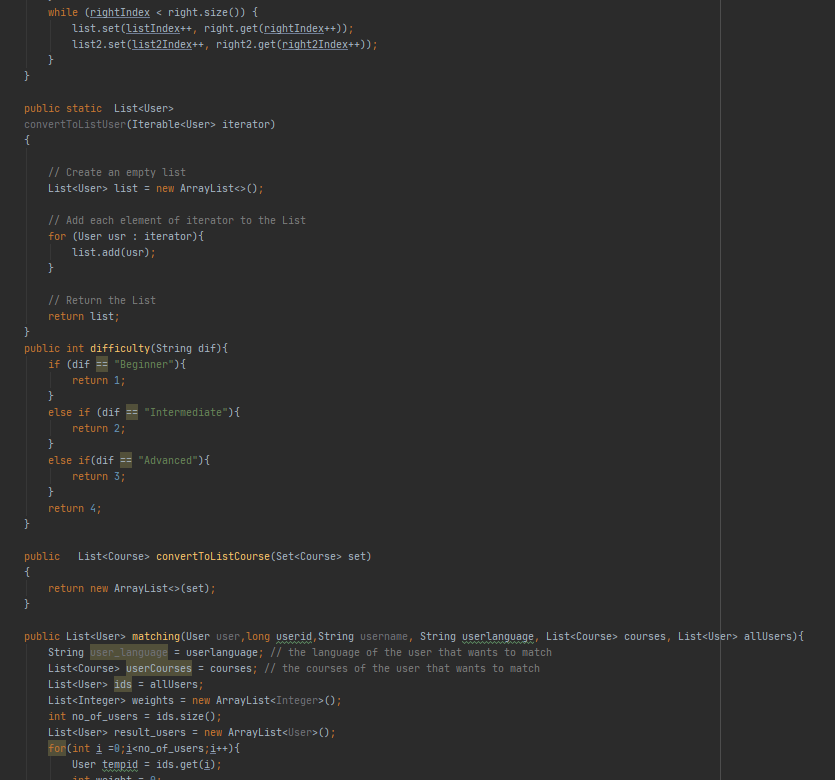 while (rightIndex < right.size()) {
list.set(listIndex++, right.get(rightIndex++));
list2.set(list2Index++, right2.get(right2Index++));
}
}
public static  List<User>
convertToListUser(Iterable<User> iterator)
{
// Create an empty list
List<User> list = new ArrayList<>();
// Add each element of iterator to the List
for (User usr : iterator){
list.add(usr);
}
// Return the List
return list;
}
public int difficulty(String dif){
if (dif == "Beginner"){
return 1;
}
else if (dif == "Intermediate"){
return 2;
}
else if(dif == "Advanced"){
return 3;
}
return 4;
}
public   List<Course> convertToListCourse(Set<Course> set)
{
return new ArrayList<>(set);
}
public List<User> matching(User user,long userid,String username, String userlanguage, List<Course> courses, List<User> allUsers){
String user_language = userlanguage; // the language of the user that wants to match
List<Course> userCourses = courses; // the courses of the user that wants to match
List<User> ids = allUsers;
List<Integer> weights = new ArrayList<Integer>();
int no_of_users = ids.size();
List<User> result_users = new ArrayList<User>();
for(int i =0;i<no_of_users;i++){
User tempid = ids.get(i);
int weight = 0;